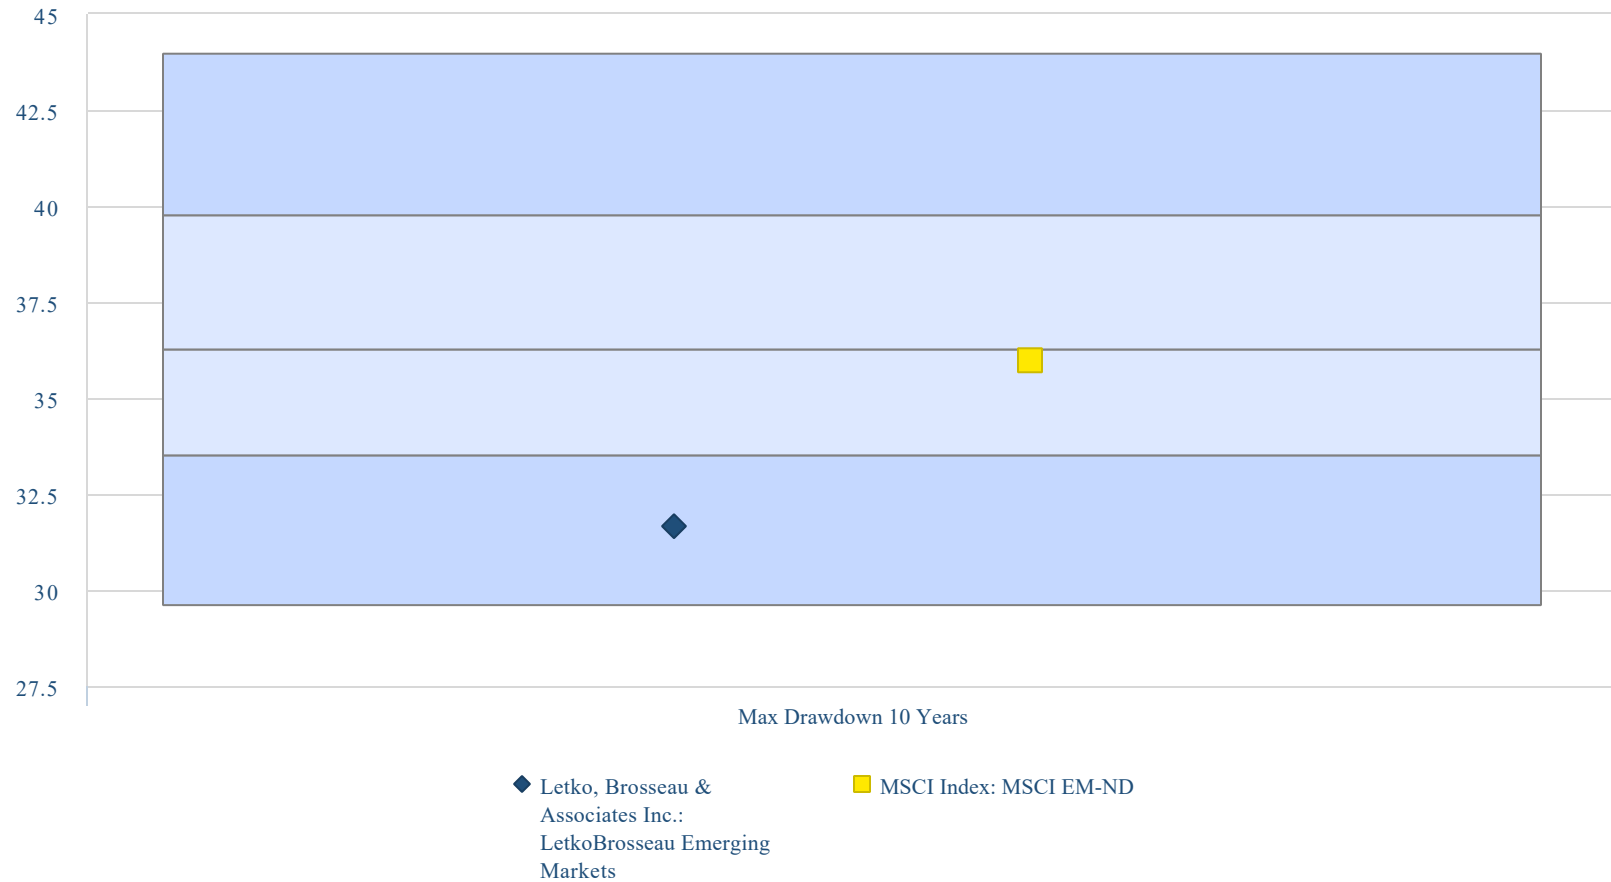 45
42.5
40
37.5
35
32.5
30
27.5
Max Drawdown 10 Years
Letko, Brosseau &
Associates Inc.:
LetkoBrosseau Emerging
Markets
MSCI Index: MSCI EM-ND